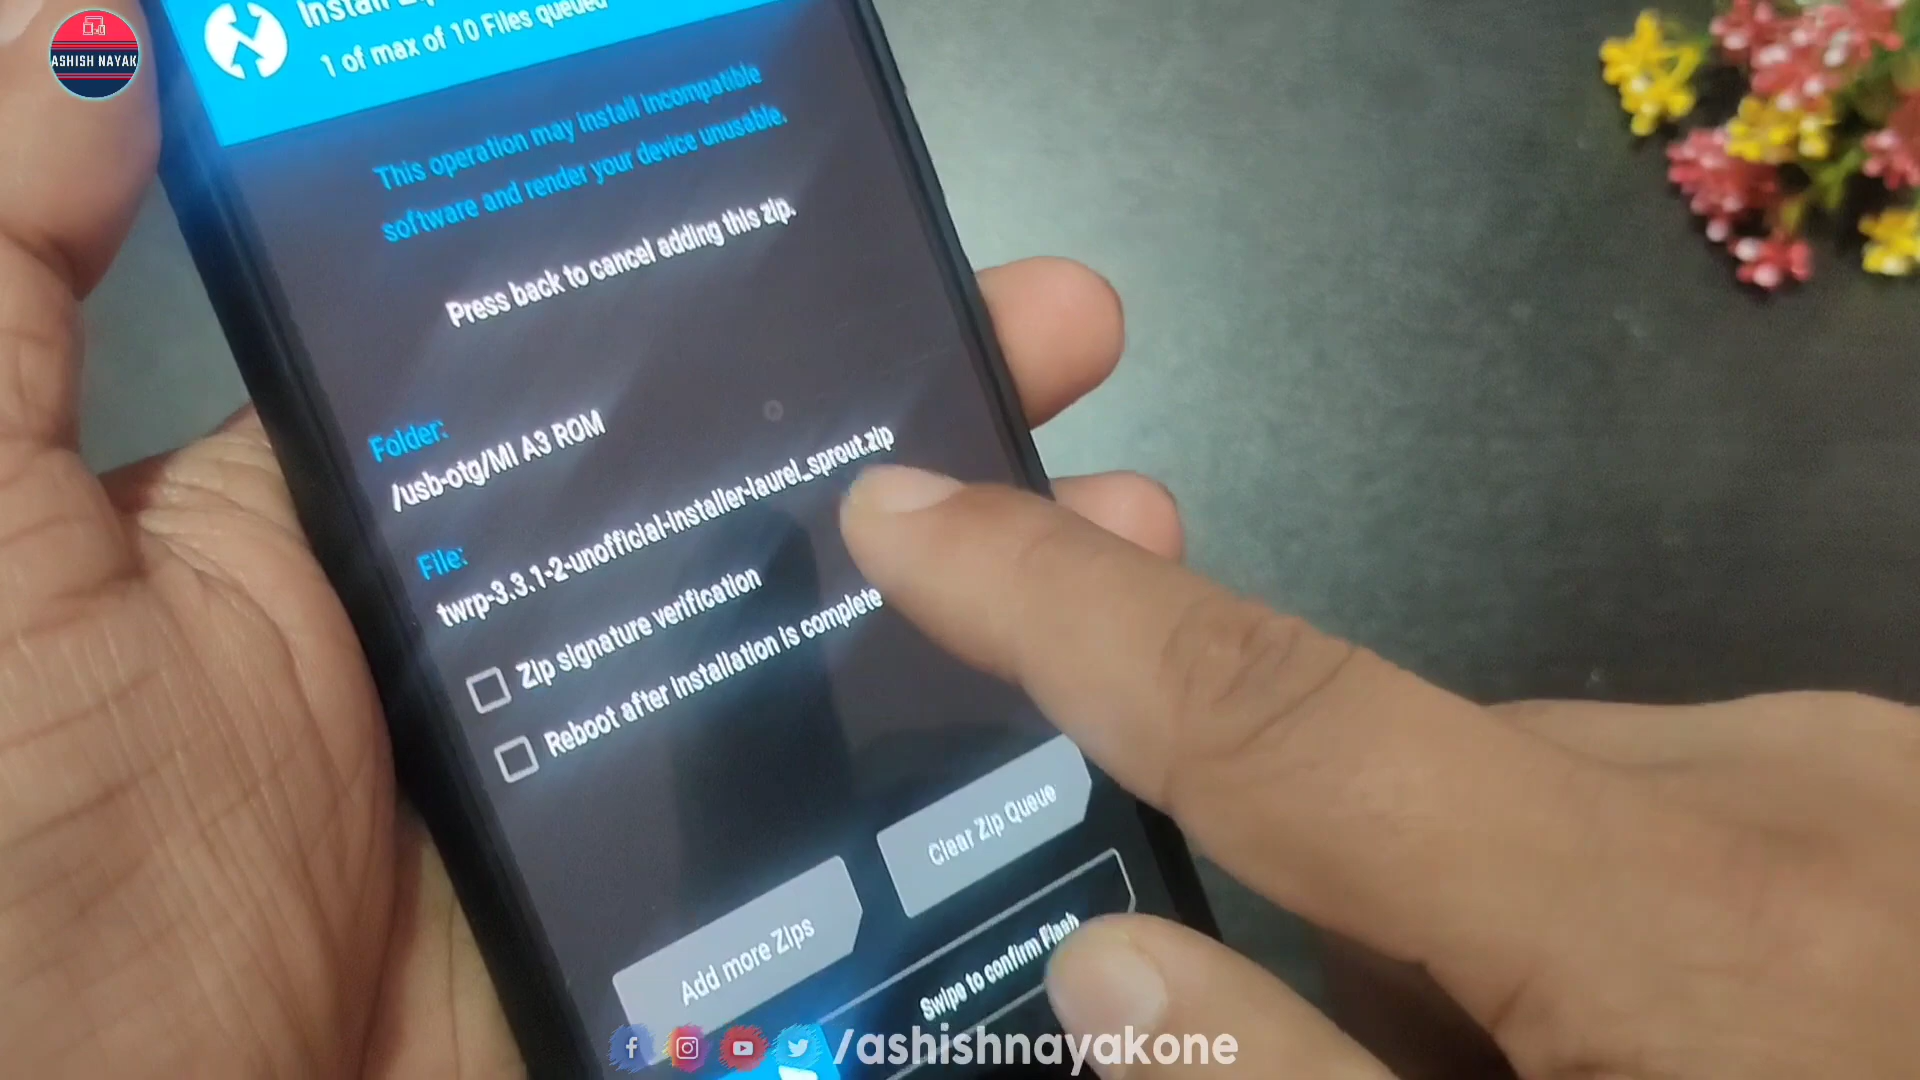 ASHISH NAYAK
Install Zip
1 of max of 10 Files queued
This operation may install incompatible
software and render your device unusable.
Press back to cancel adding this zip.
Folder:
/usb-otg/MI A3 ROM
File:
twrp-3.3.1-2-unofficial-installer-laurel_sprout.zip
Zip signature verification
Reboot after installation is complete
Clear Zip Queue
Add more Zips
Swipe to confirm Flash
/ashishnayakone